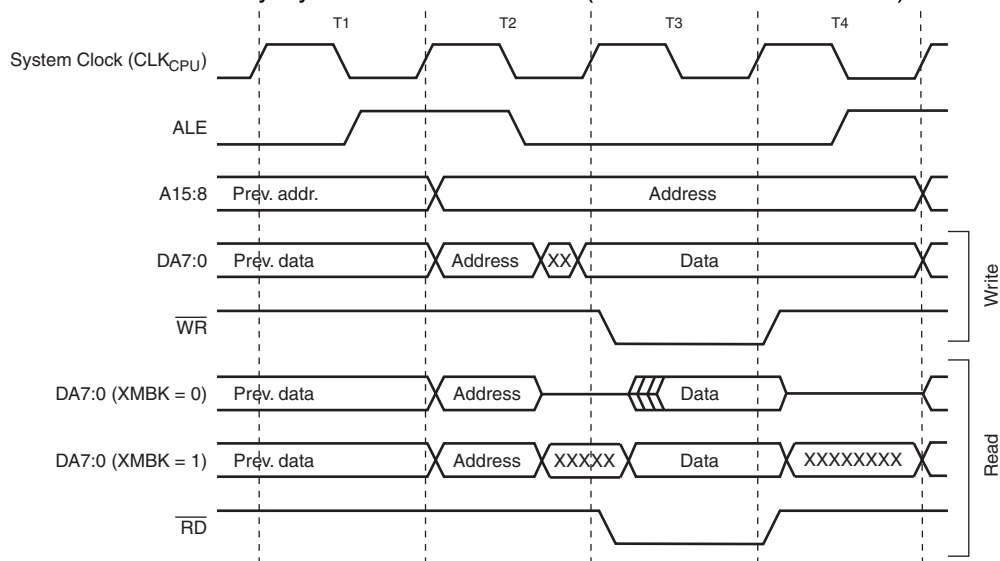 T1 T2 T3 T4
System Clock (CLKCPU)
ALE
A15:8 Prev. addr. Address
DA7:0 Prev. data Address XX Data
WR
Write
DA7:0 (XMBK = 0) Prev. data Address Data
DA7:0 (XMBK = 1) Prev. data Address XXXXX Data XXXXXXXX
RD
Read